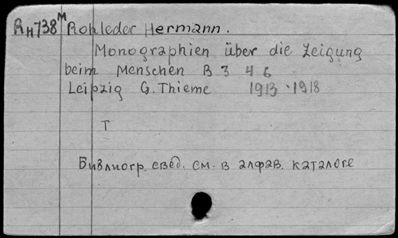 RH738 M Rohleder Hermann.
Monographien über die Zeigung
beim Menschen B 3 4 6
Leipzig G. Thieme 1913-1918
T
Библиогр. свед. см. в алфав. каталоге